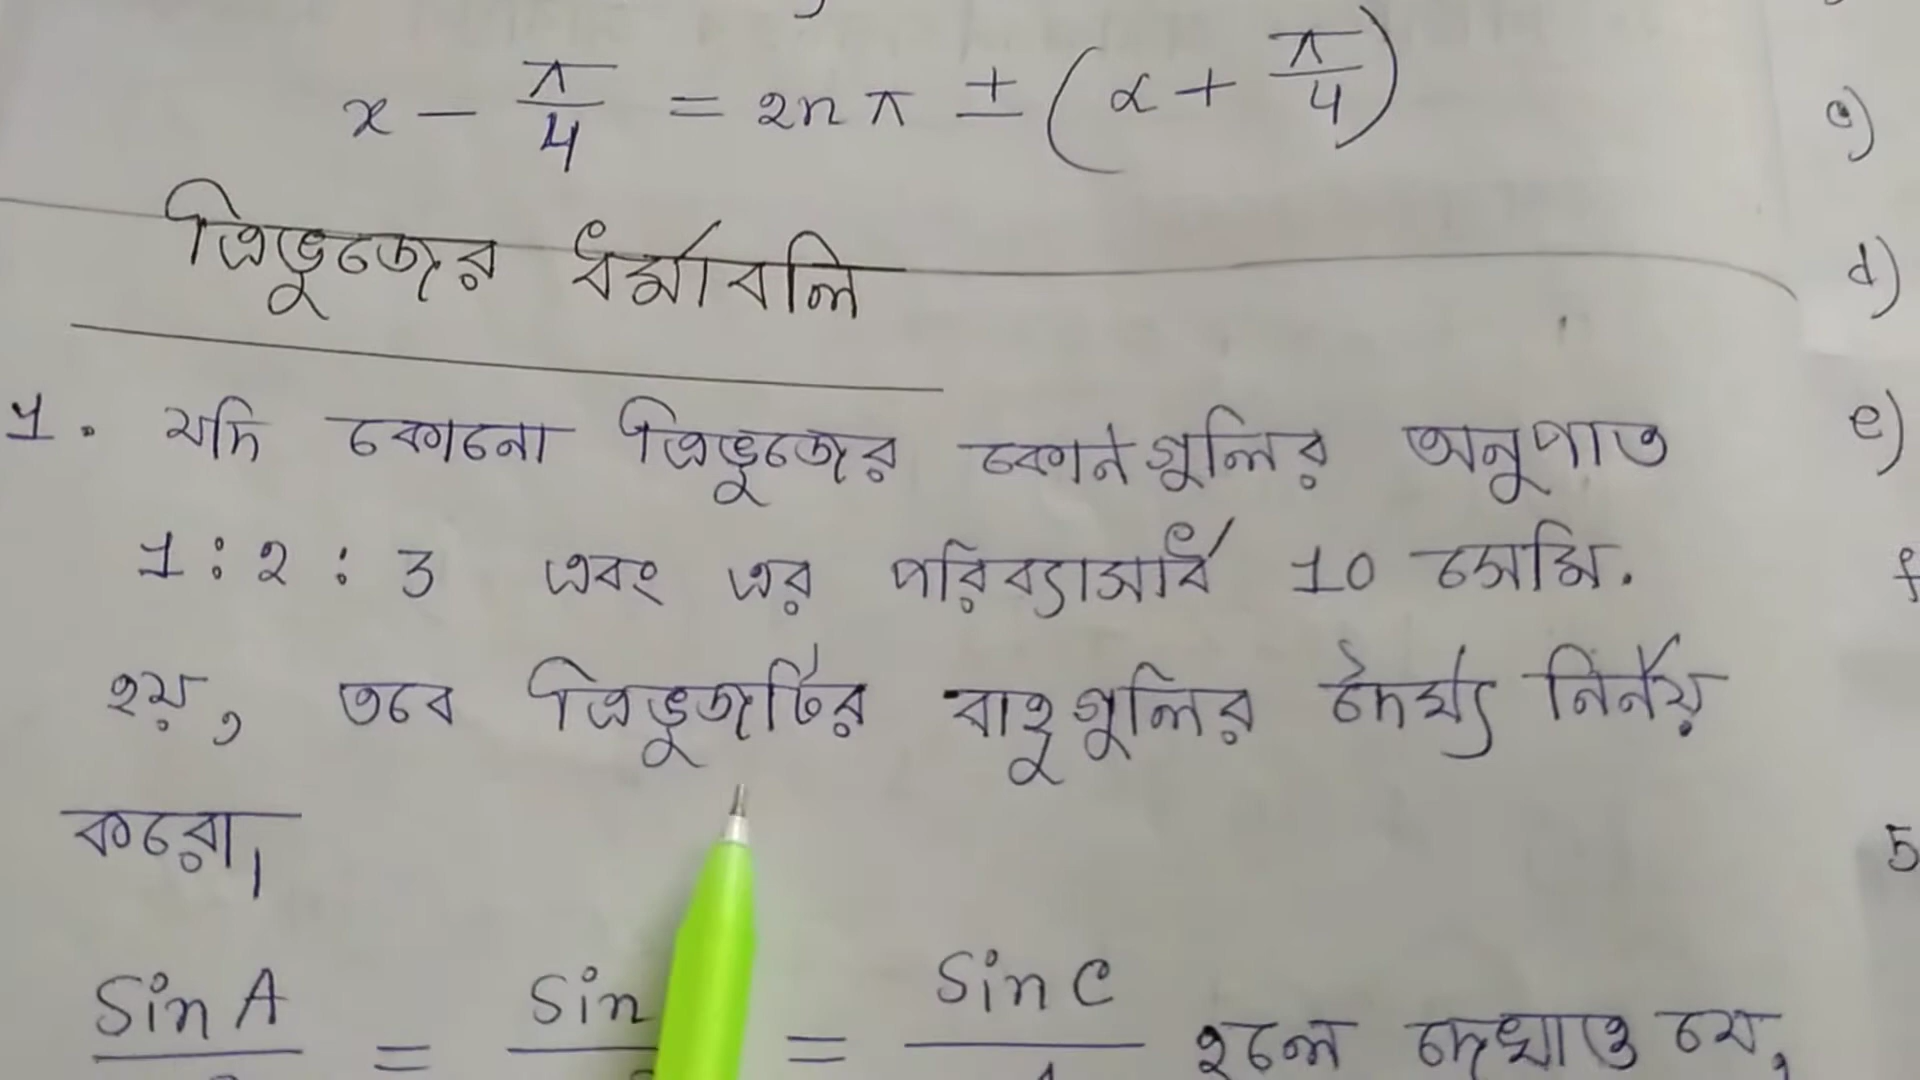 x - π/4 = 2nπ ± (α + π/4)
ত্রিভুজের ধর্মাবলি
1. যদি কোনো ত্রিভুজের কোনগুলির অনুপাত
1 : 2 : 3 এবং এর পরিব্যাসার্ধ 10 সেমি.
হয়, তবে ত্রিভুজটির বাহুগুলির দৈর্ঘ্য নির্নয়
করো।
Sin A = Sin = Sin C হলে দেখাও যে,
c)
d)
e)
f
5